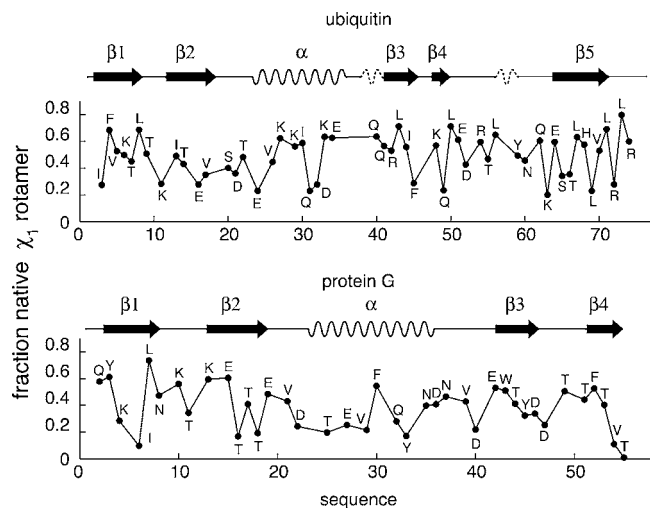 ubiquitin
β1 β2 α β3 β4 β5
0.8
0.6
0.4
0.2
0
I F V K T L T K I T E V S D T E V K K I Q D K E Q Q R L I F K Q L E D R T L Y N Q K E S T L H L V L R L R
0 10 20 30 40 50 60 70
fraction native χ1 rotamer
protein G
β1 β2 α β3 β4
0.8
0.6
0.4
0.2
0
Q Y K I L N K T K E T T T E V D T E V F Q Y N D N V D E W T Y D D T T F T V T
0 10 20 30 40 50
sequence